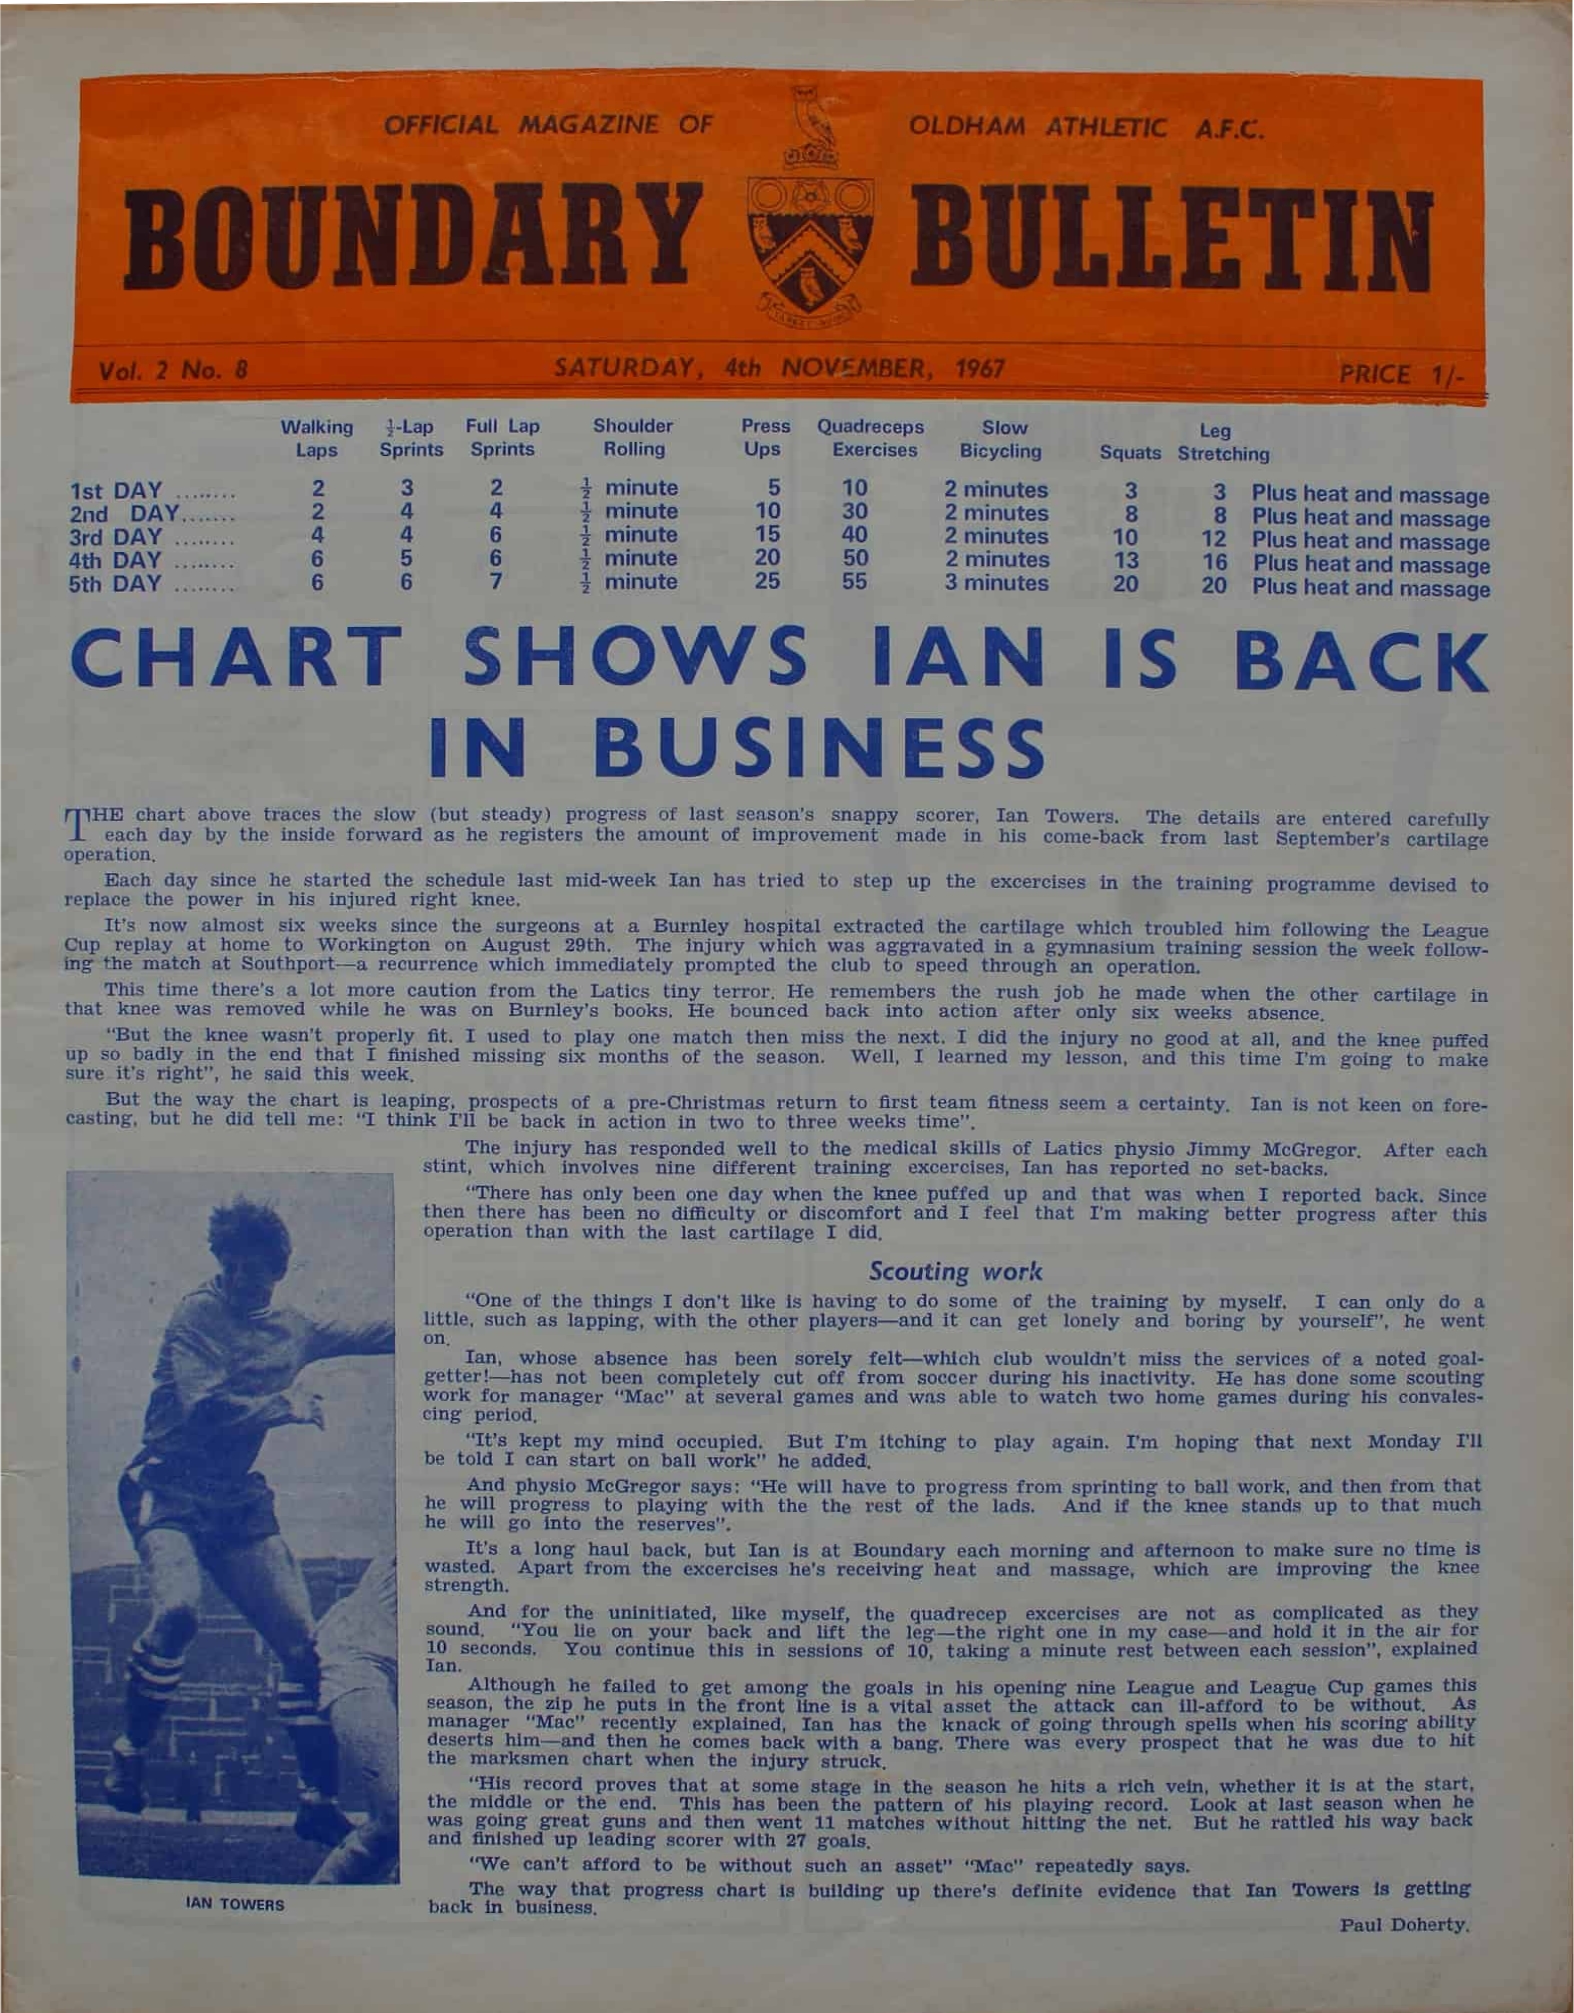 OFFICIAL MAGAZINE OF OLDHAM ATHLETIC A.F.C.
BOUNDARY BULLETIN
Vol. 2 No. 8 SATURDAY, 4th NOVEMBER, 1967 PRICE 1/-
Walking ½-Lap Full Lap Shoulder Press Quadreceps Slow Leg
Laps Sprints Sprints Rolling Ups Exercises Bicycling Squats Stretching
1st DAY ........ 2 3 2 ½ minute 5 10 2 minutes 3 3 Plus heat and massage
2nd DAY....... 2 4 4 ½ minute 10 30 2 minutes 8 8 Plus heat and massage
3rd DAY ........ 4 4 6 ½ minute 15 40 2 minutes 10 12 Plus heat and massage
4th DAY ........ 6 5 6 ½ minute 20 50 2 minutes 13 16 Plus heat and massage
5th DAY ........ 6 6 7 ½ minute 25 55 3 minutes 20 20 Plus heat and massage
CHART SHOWS IAN IS BACK
IN BUSINESS
THE chart above traces the slow (but steady) progress of last season's snappy scorer, Ian Towers. The details are entered carefully
each day by the inside forward as he registers the amount of improvement made in his come-back from last September's cartilage
operation.
Each day since he started the schedule last mid-week Ian has tried to step up the excercises in the training programme devised to
replace the power in his injured right knee.
It's now almost six weeks since the surgeons at a Burnley hospital extracted the cartilage which troubled him following the League
Cup replay at home to Workington on August 29th. The injury which was aggravated in a gymnasium training session the week follow-
ing the match at Southport—a recurrence which immediately prompted the club to speed through an operation.
This time there's a lot more caution from the Latics tiny terror. He remembers the rush job he made when the other cartilage in
that knee was removed while he was on Burnley's books. He bounced back into action after only six weeks absence.
"But the knee wasn't properly fit. I used to play one match then miss the next. I did the injury no good at all, and the knee puffed
up so badly in the end that I finished missing six months of the season. Well, I learned my lesson, and this time I'm going to make
sure it's right", he said this week.
But the way the chart is leaping, prospects of a pre-Christmas return to first team fitness seem a certainty. Ian is not keen on fore-
casting, but he did tell me: "I think I'll be back in action in two to three weeks time".
The injury has responded well to the medical skills of Latics physio Jimmy McGregor. After each
stint, which involves nine different training excercises, Ian has reported no set-backs.
"There has only been one day when the knee puffed up and that was when I reported back. Since
then there has been no difficulty or discomfort and I feel that I'm making better progress after this
operation than with the last cartilage I did.
Scouting work
"One of the things I don't like is having to do some of the training by myself. I can only do a
little, such as lapping, with the other players—and it can get lonely and boring by yourself", he went
on.
Ian, whose absence has been sorely felt—which club wouldn't miss the services of a noted goal-
getter!—has not been completely cut off from soccer during his inactivity. He has done some scouting
work for manager "Mac" at several games and was able to watch two home games during his convales-
cing period.
"It's kept my mind occupied. But I'm itching to play again. I'm hoping that next Monday I'll
be told I can start on ball work" he added.
And physio McGregor says: "He will have to progress from sprinting to ball work, and then from that
he will progress to playing with the the rest of the lads. And if the knee stands up to that much
he will go into the reserves".
It's a long haul back, but Ian is at Boundary each morning and afternoon to make sure no time is
wasted. Apart from the excercises he's receiving heat and massage, which are improving the knee
strength.
And for the uninitiated, like myself, the quadrecep excercises are not as complicated as they
sound. "You lie on your back and lift the leg—the right one in my case—and hold it in the air for
10 seconds. You continue this in sessions of 10, taking a minute rest between each session", explained
Ian.
Although he failed to get among the goals in his opening nine League and League Cup games this
season, the zip he puts in the front line is a vital asset the attack can ill-afford to be without. As
manager "Mac" recently explained, Ian has the knack of going through spells when his scoring ability
deserts him—and then he comes back with a bang. There was every prospect that he was due to hit
the marksmen chart when the injury struck.
"His record proves that at some stage in the season he hits a rich vein, whether it is at the start,
the middle or the end. This has been the pattern of his playing record. Look at last season when he
was going great guns and then went 11 matches without hitting the net. But he rattled his way back
and finished up leading scorer with 27 goals.
"We can't afford to be without such an asset" "Mac" repeatedly says.
The way that progress chart is building up there's definite evidence that Ian Towers is getting
back in business.
Paul Doherty.
IAN TOWERS